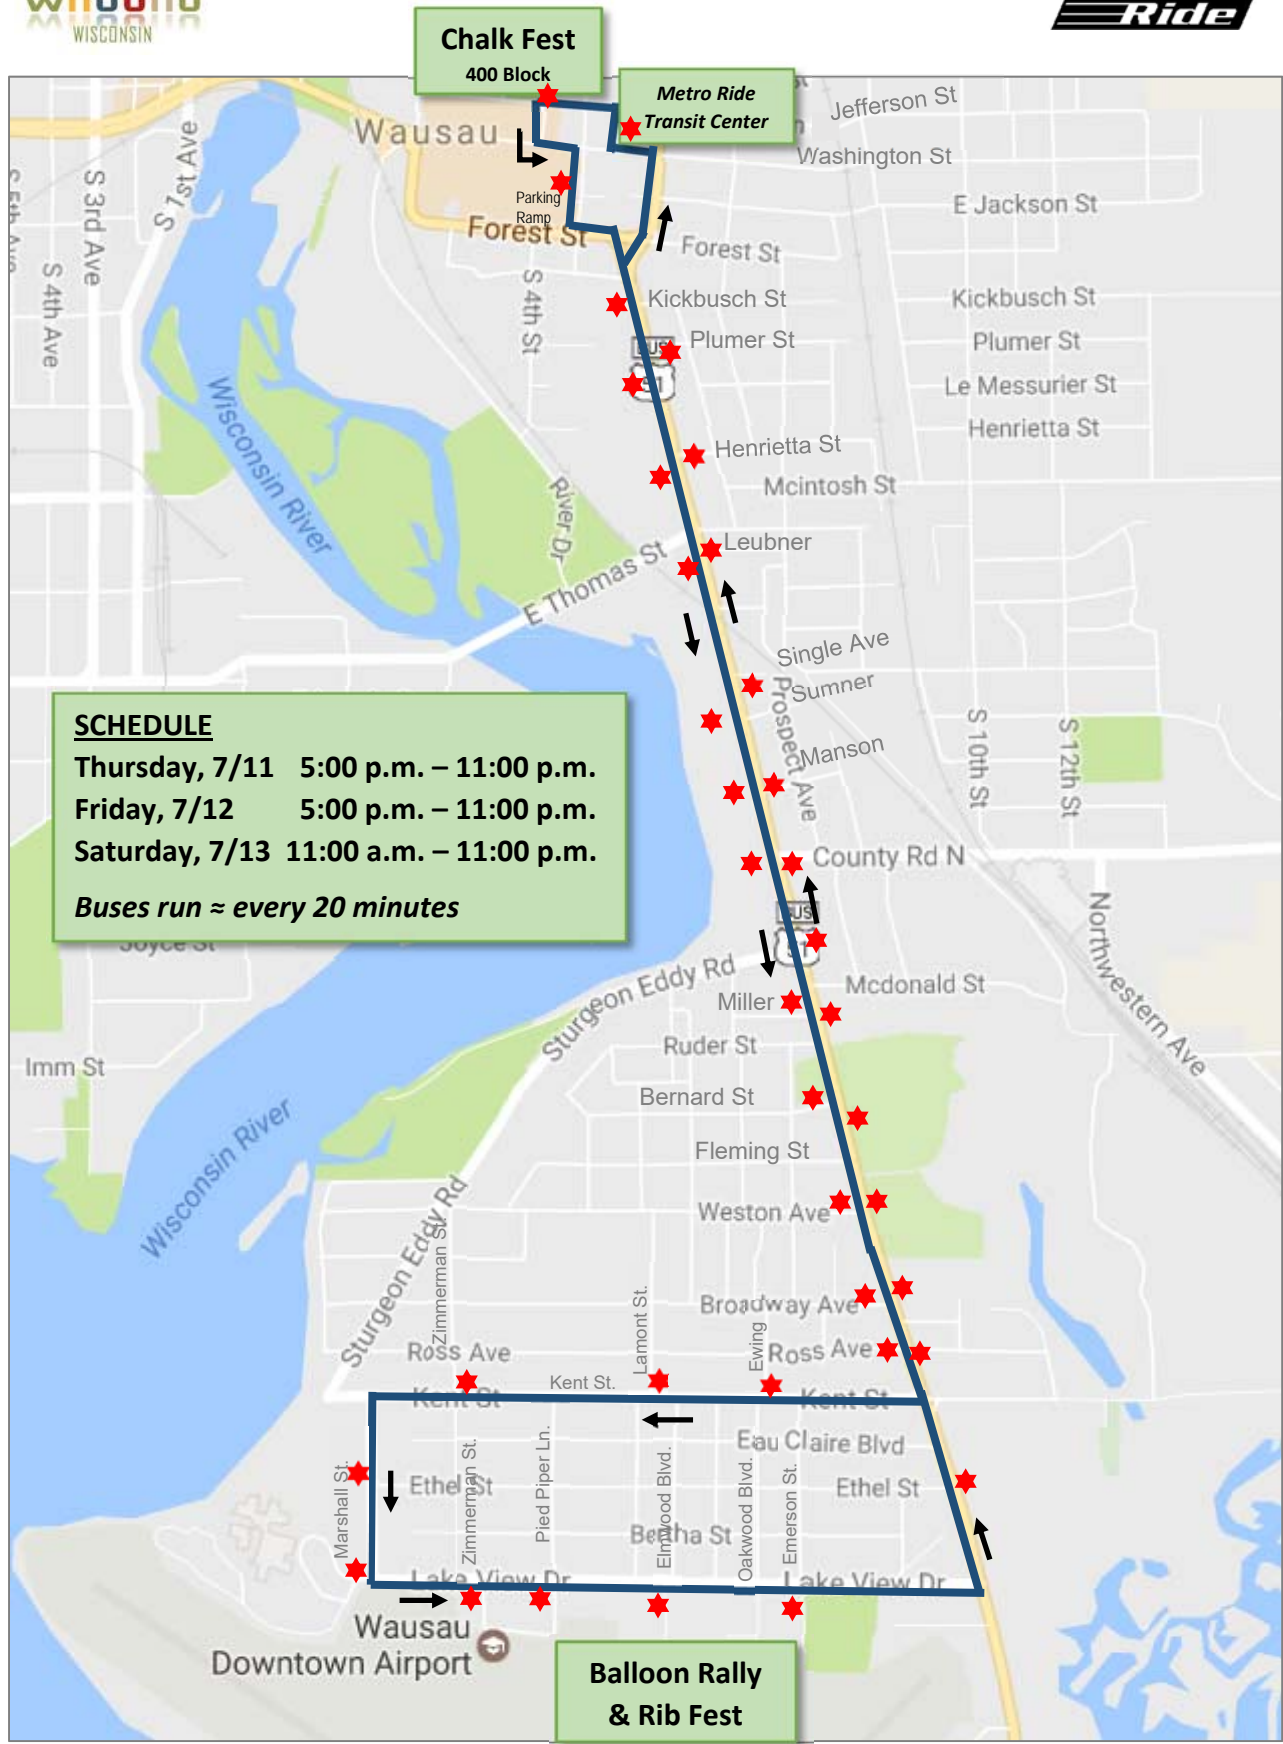 WISCONSIN
Ride
Chalk Fest
400 Block
Metro Ride
Transit Center
Jefferson St
Wausau
Washington St
S 1st Ave
S 3rd Ave
S 5th Ave
Parking
Ramp
E Jackson St
Forest St
Forest St
S 4th Ave
S 4th St
Kickbusch St
Kickbusch St
Plumer St
Plumer St
BUS
51
Le Messurier St
Wisconsin River
Henrietta St
Henrietta St
Mcintosh St
River Dr
Leubner
E Thomas St
Single Ave
Sumner
Prospect Ave
SCHEDULE
Thursday, 7/11 5:00 p.m. – 11:00 p.m.
Friday, 7/12 5:00 p.m. – 11:00 p.m.
Saturday, 7/13 11:00 a.m. – 11:00 p.m.
Buses run ≈ every 20 minutes
Manson
S 10th St
S 12th St
County Rd N
BUS
51
Joyce St
Northwestern Ave
Sturgeon Eddy Rd
Mcdonald St
Miller
Ruder St
Imm St
Bernard St
Wisconsin River
Fleming St
Weston Ave
Sturgeon Eddy Rd
Zimmerman St.
Lamont St.
Broadway Ave
Ewing
Ross Ave
Ross Ave
Kent St.
Kent St
Kent St
Eau Claire Blvd
Marshall St.
Ethel St
Zimmerman St.
Pied Piper Ln.
Elmwood Blvd.
Oakwood Blvd.
Emerson St.
Ethel St
Bertha St
Lake View Dr
Lake View Dr
Wausau
Downtown Airport
Balloon Rally
& Rib Fest